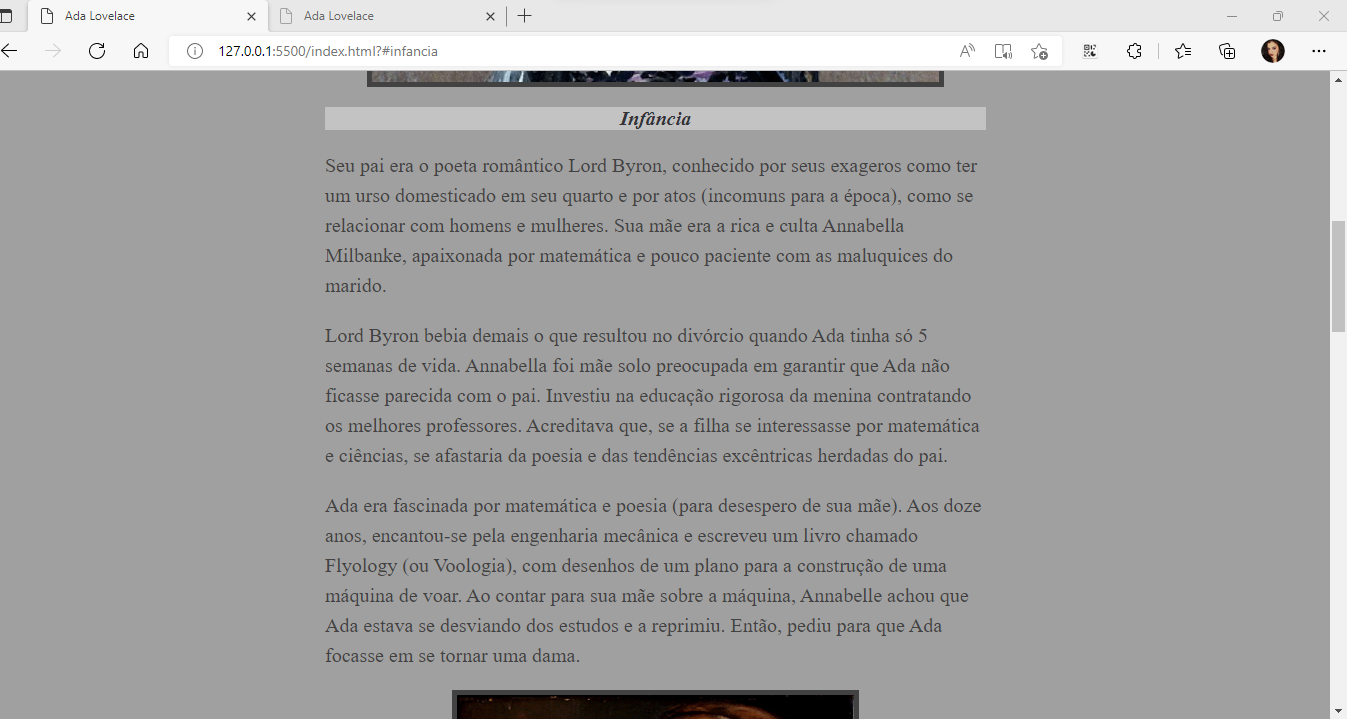 Ada Lovelace
Ada Lovelace
127.0.0.1:5500/index.html?#infancia
Infância
Seu pai era o poeta romântico Lord Byron, conhecido por seus exageros como ter
um urso domesticado em seu quarto e por atos (incomuns para a época), como se
relacionar com homens e mulheres. Sua mãe era a rica e culta Annabella
Milbanke, apaixonada por matemática e pouco paciente com as maluquices do
marido.
Lord Byron bebia demais o que resultou no divórcio quando Ada tinha só 5
semanas de vida. Annabella foi mãe solo preocupada em garantir que Ada não
ficasse parecida com o pai. Investiu na educação rigorosa da menina contratando
os melhores professores. Acreditava que, se a filha se interessasse por matemática
e ciências, se afastaria da poesia e das tendências excêntricas herdadas do pai.
Ada era fascinada por matemática e poesia (para desespero de sua mãe). Aos doze
anos, encantou-se pela engenharia mecânica e escreveu um livro chamado
Flyology (ou Voologia), com desenhos de um plano para a construção de uma
máquina de voar. Ao contar para sua mãe sobre a máquina, Annabelle achou que
Ada estava se desviando dos estudos e a reprimiu. Então, pediu para que Ada
focasse em se tornar uma dama.